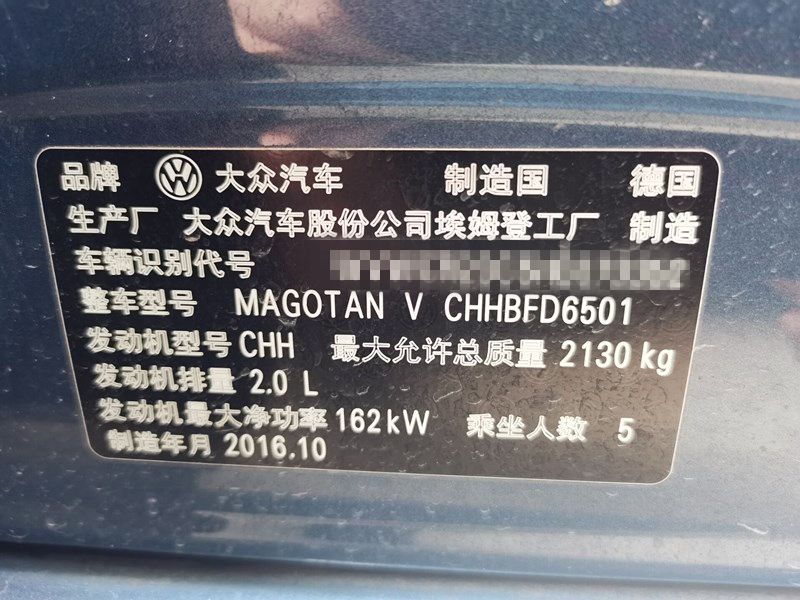 品牌 大众汽车 制造国 德国
生产厂 大众汽车股份公司埃姆登工厂 制造
车辆识别代号
整车型号 MAGOTAN V CHHBFD6501
发动机型号 CHH 最大允许总质量 2130 kg
发动机排量 2.0 L
发动机最大净功率 162kW 乘坐人数 5
制造年月 2016.10